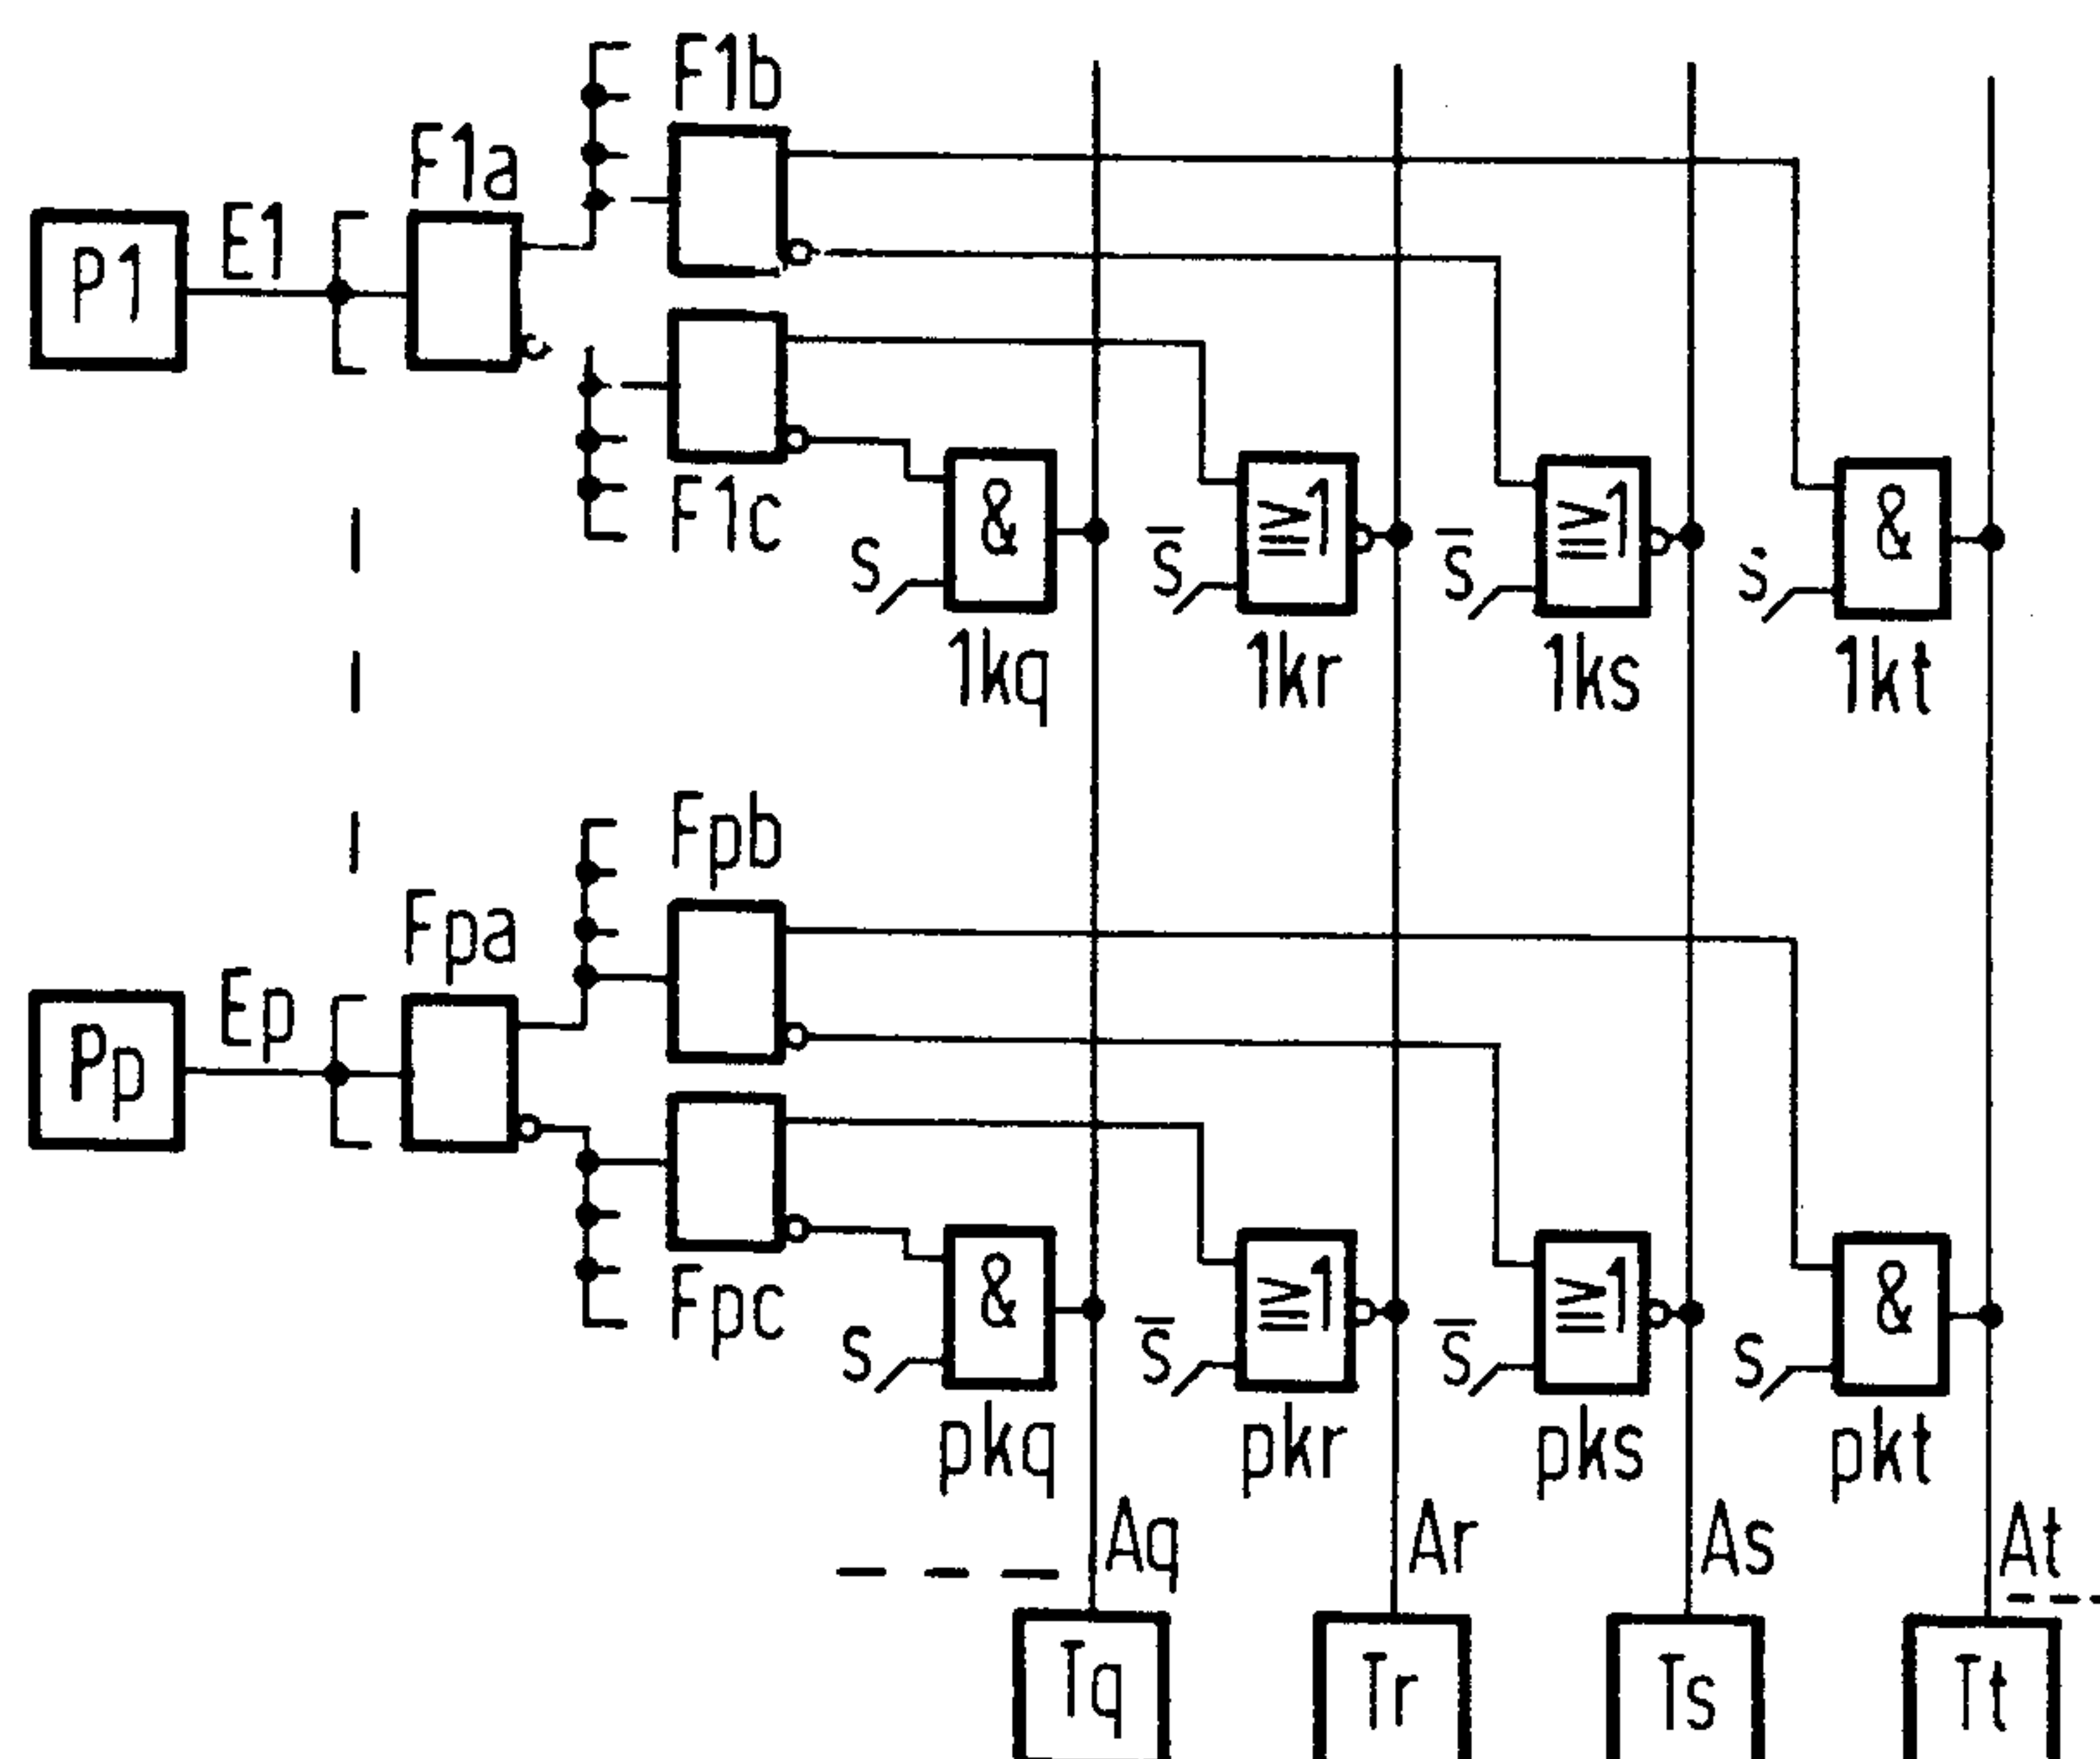 F1b
F1a
E1
P1
F1c
& ≧1 ≧1 &
s s̄ s̄ s
1kq 1kr 1ks 1kt
Fpb
Fpa
Ep
Pp
Fpc
& ≧1 ≧1 &
s s̄ s̄ s
pkq pkr pks pkt
Aq Ar As At
Tq Tr Ts Tt